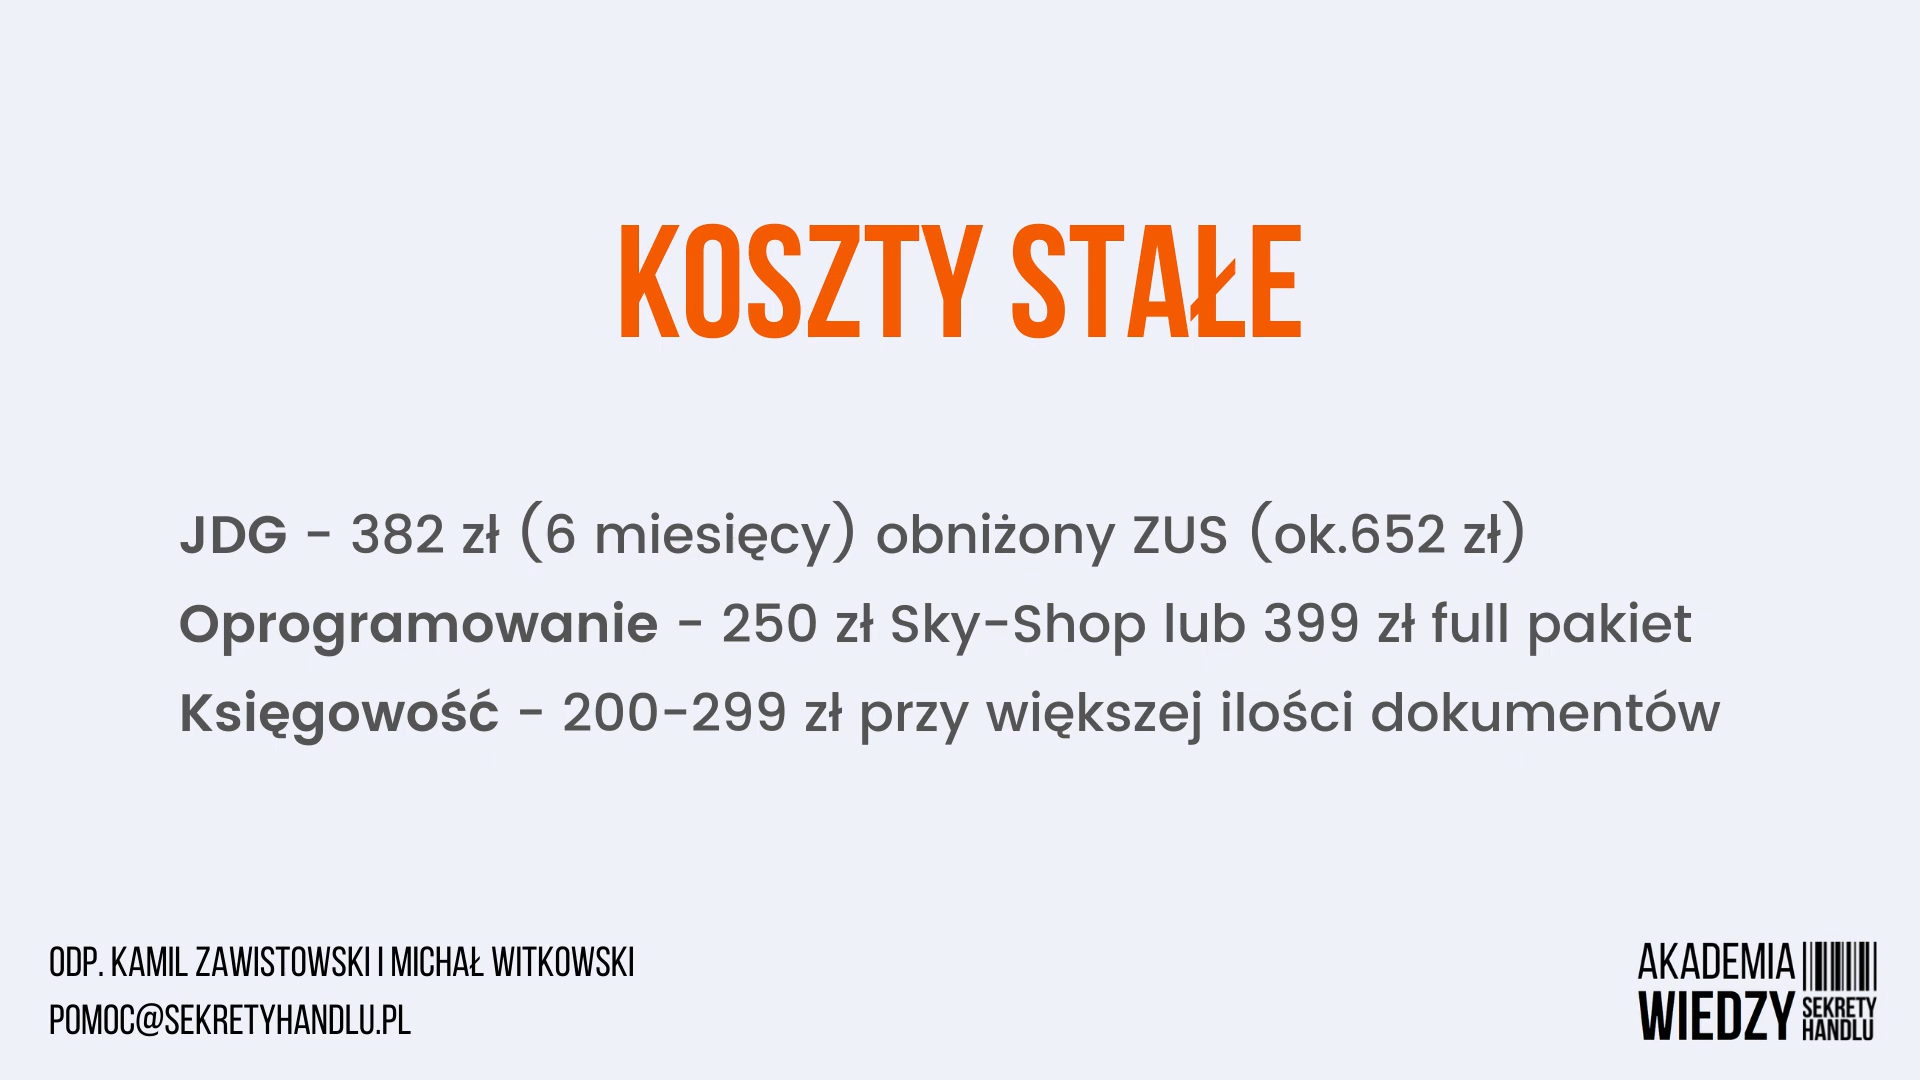 KOSZTY STAŁE
JDG - 382 zł (6 miesięcy) obniżony ZUS (ok.652 zł)
Oprogramowanie - 250 zł Sky-Shop lub 399 zł full pakiet
Księgowość - 200-299 zł przy większej ilości dokumentów
ODP. KAMIL ZAWISTOWSKI I MICHAŁ WITKOWSKI
POMOC@SEKRETYHANDLU.PL
AKADEMIA
WIEDZY
SEKRETY
HANDLU